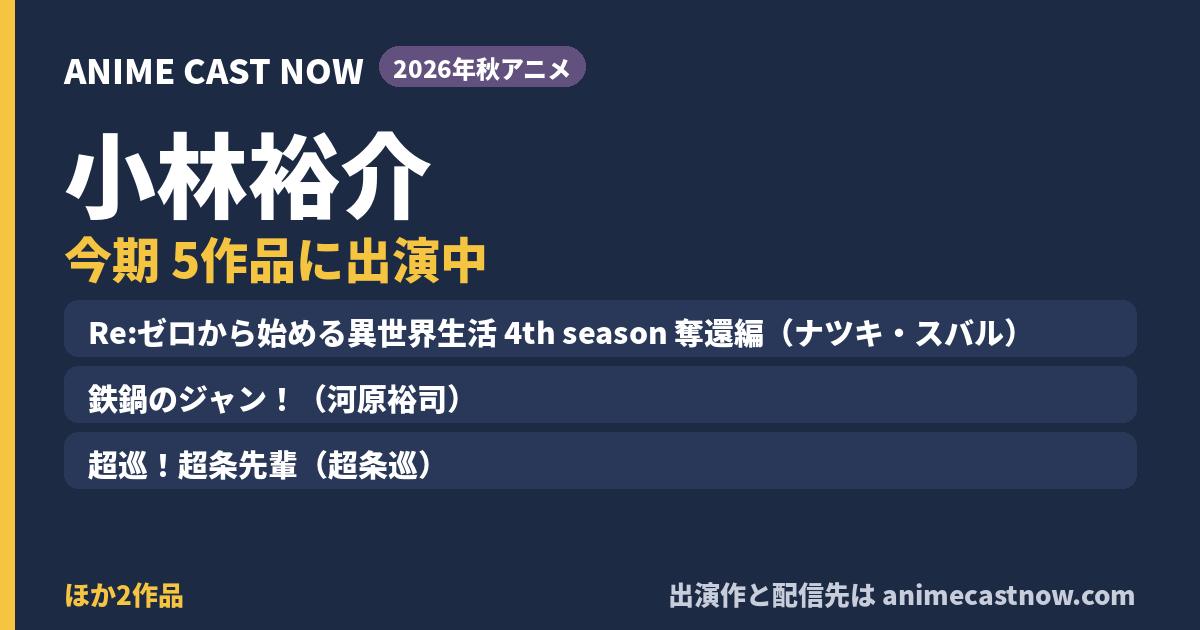 ANIME CAST NOW 2026年秋アニメ
小林裕介
今期 5作品に出演中
Re:ゼロから始める異世界生活 4th season 奪還編（ナツキ・スバル）
鉄鍋のジャン！（河原裕司）
超巡！超条先輩（超条巡）
ほか2作品
出演作と配信先は animecastnow.com